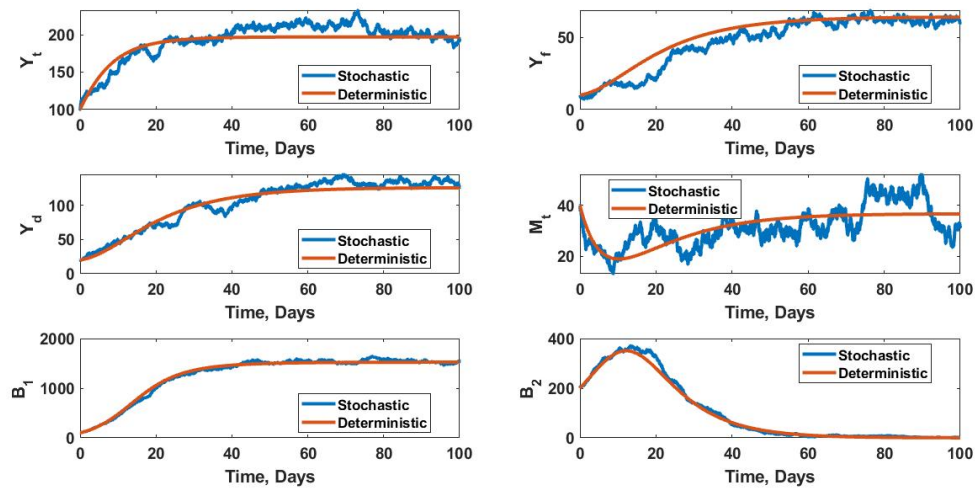 Y_t
200
150
100
0 20 40 60 80 100
Time, Days
Stochastic
Deterministic
Y_f
50
0
0 20 40 60 80 100
Time, Days
Stochastic
Deterministic
Y_d
100
50
0
0 20 40 60 80 100
Time, Days
Stochastic
Deterministic
M_t
40
20
0 20 40 60 80 100
Time, Days
Stochastic
Deterministic
B_1
2000
1000
0
0 20 40 60 80 100
Time, Days
Stochastic
Deterministic
B_2
400
200
0
0 20 40 60 80 100
Time, Days
Stochastic
Deterministic